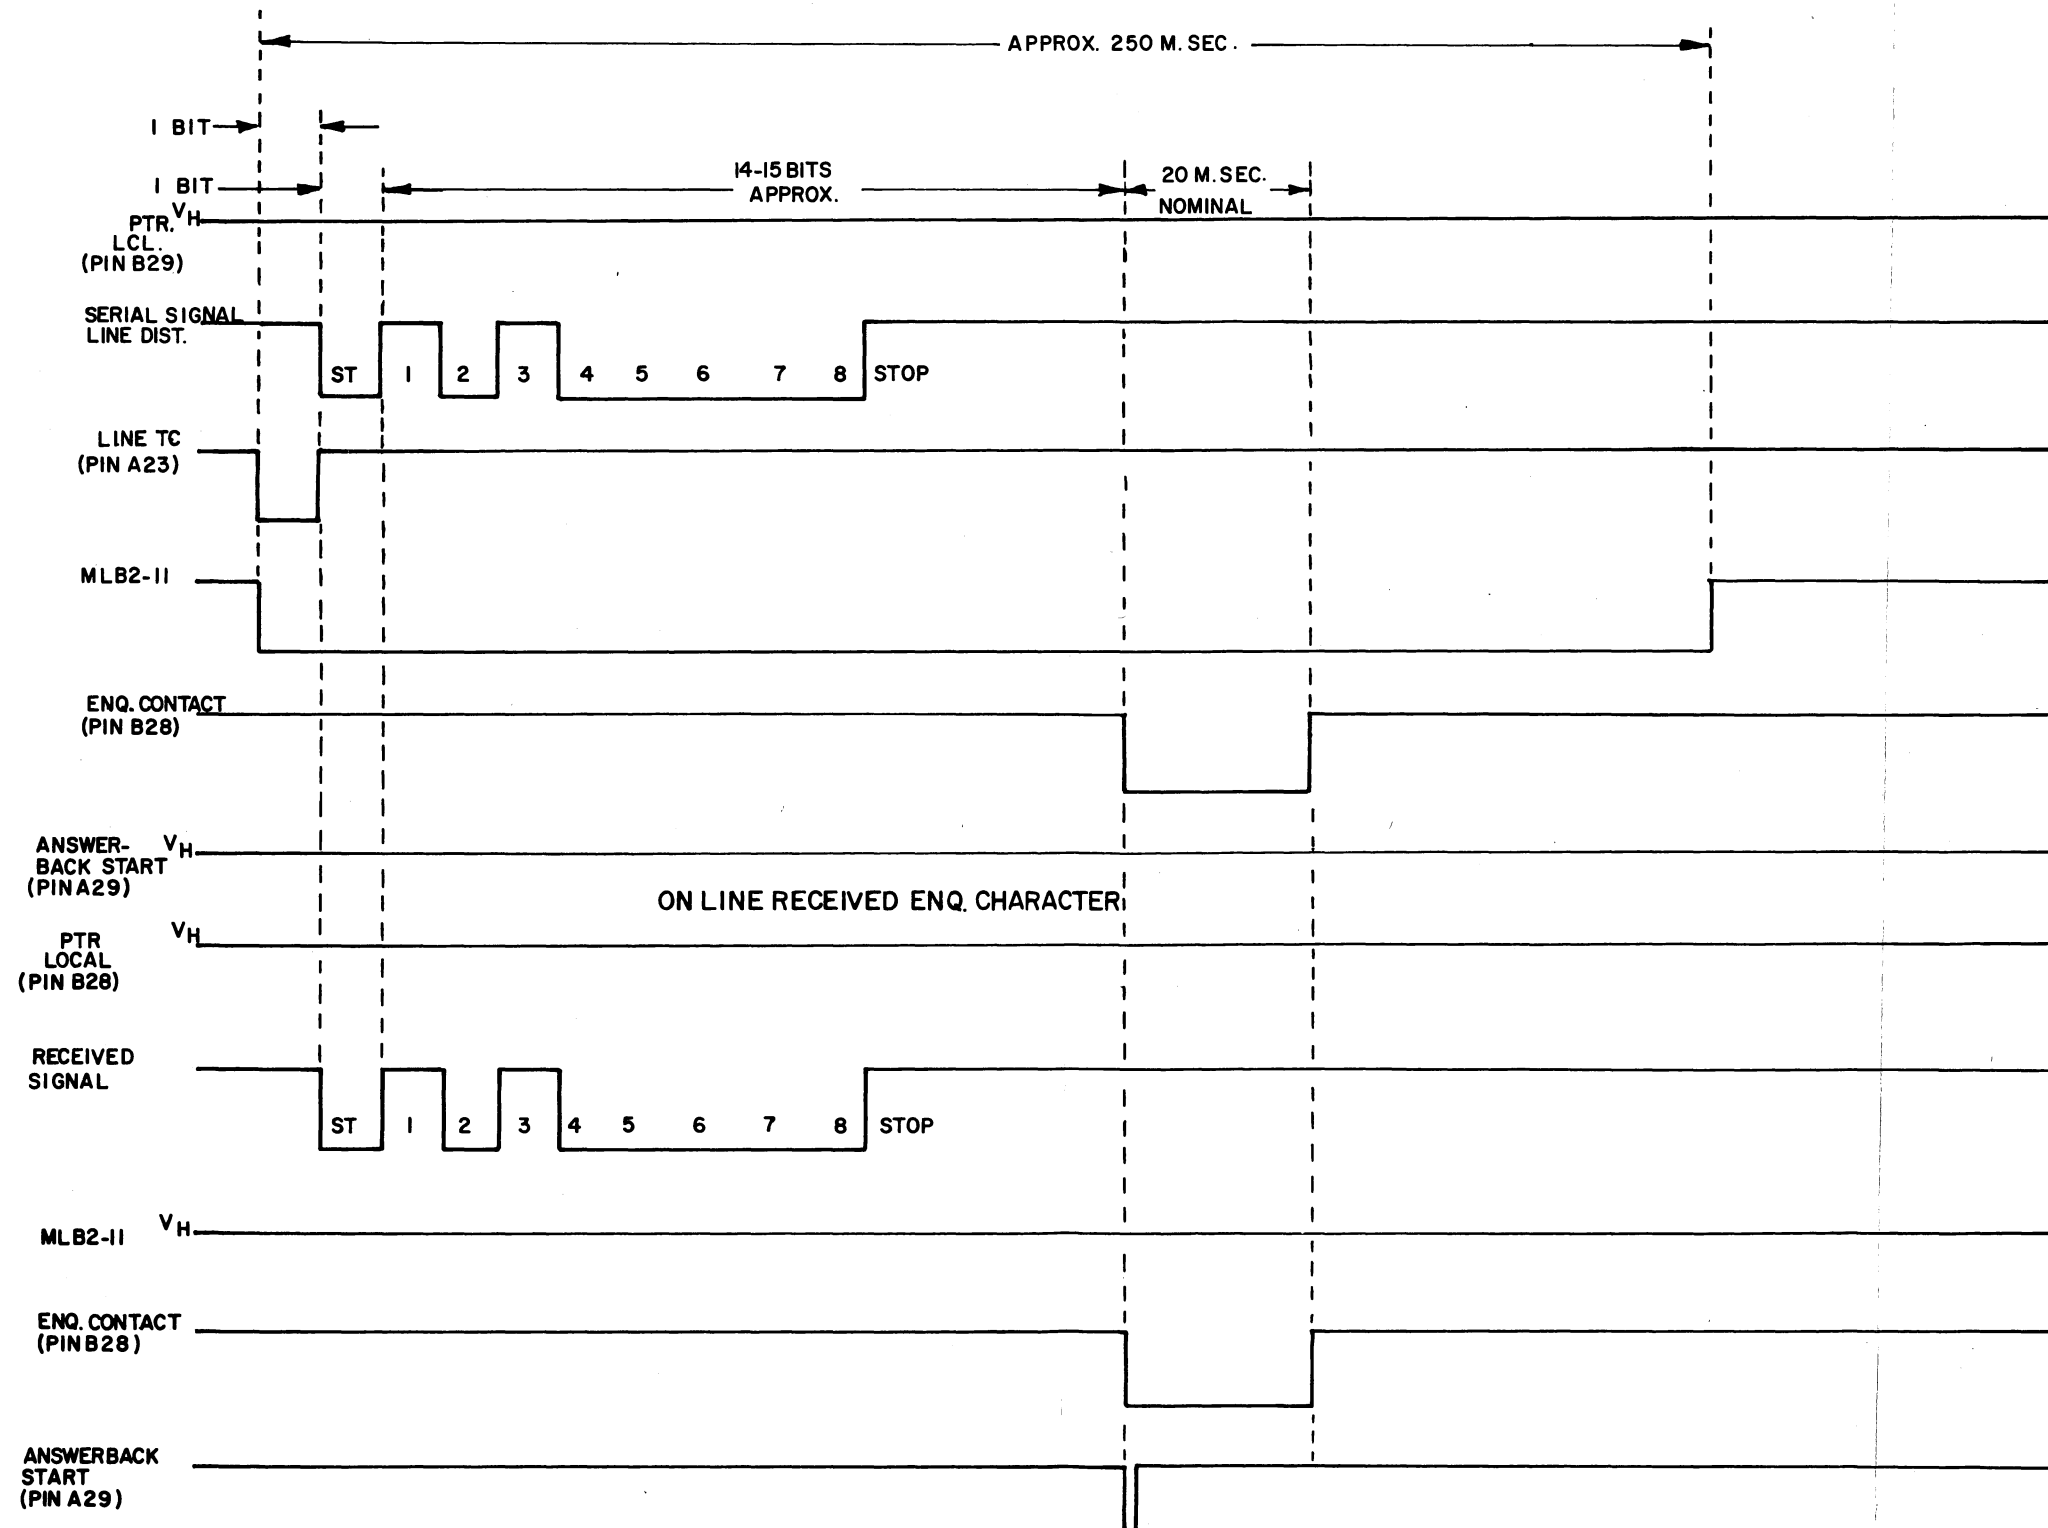 APPROX. 250 M. SEC.
1 BIT
14-15 BITS
APPROX.
20 M. SEC.
NOMINAL
1 BIT
PTR. VH
LCL.
(PIN B29)
SERIAL SIGNAL
LINE DIST.
ST 1 2 3 4 5 6 7 8 STOP
LINE TC
(PIN A23)
MLB2-11
ENQ. CONTACT
(PIN B28)
ANSWER- VH
BACK START
(PIN A29)
ON LINE RECEIVED ENQ. CHARACTER
PTR VH
LOCAL
(PIN B28)
RECEIVED
SIGNAL
ST 1 2 3 4 5 6 7 8 STOP
MLB2-11 VH
ENQ. CONTACT
(PIN B28)
ANSWERBACK
START
(PIN A29)